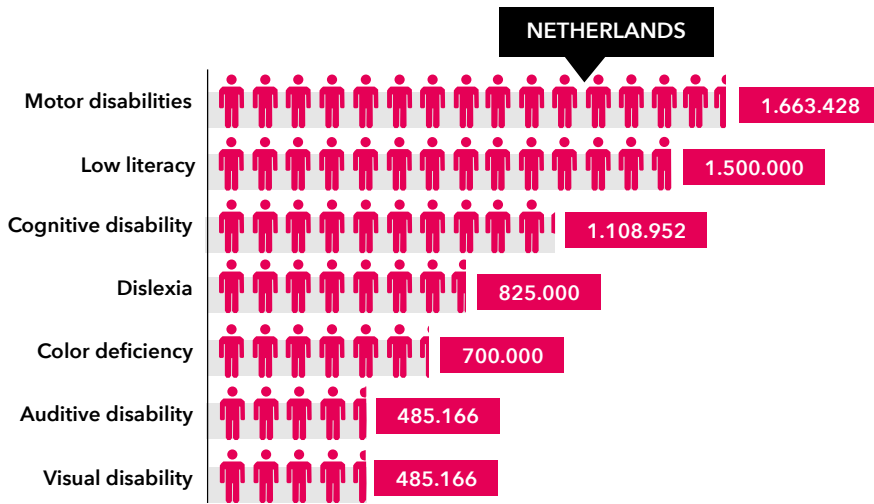 NETHERLANDS
Motor disabilities 1.663.428
Low literacy 1.500.000
Cognitive disability 1.108.952
Dislexia 825.000
Color deficiency 700.000
Auditive disability 485.166
Visual disability 485.166